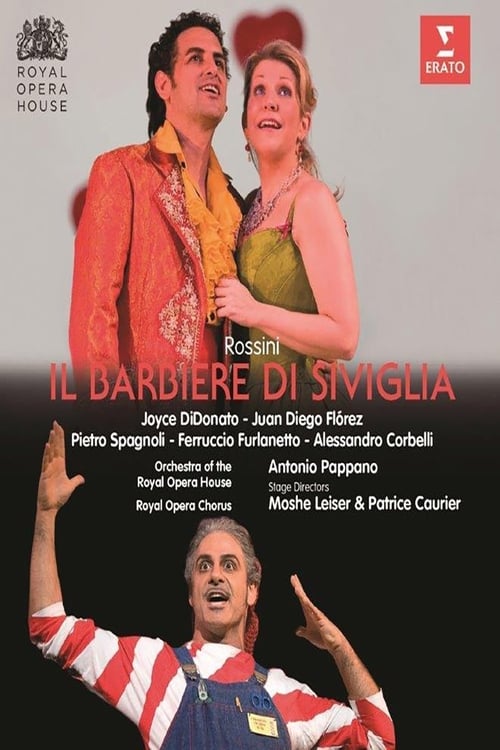 ROYAL
OPERA
HOUSE
ERATO
Rossini
IL BARBIERE DI SIVIGLIA
Joyce DiDonato - Juan Diego Flórez
Pietro Spagnoli - Ferruccio Furlanetto - Alessandro Corbelli
Orchestra of the
Royal Opera House
Royal Opera Chorus
Antonio Pappano
Stage Directors
Moshe Leiser & Patrice Caurier